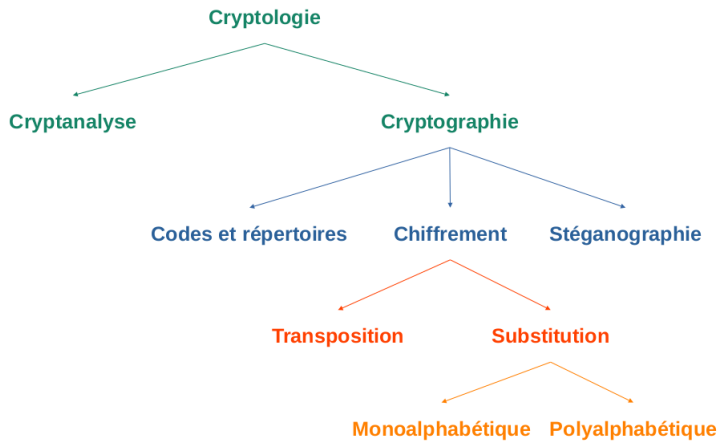 Cryptologie
Cryptanalyse
Cryptographie
Codes et répertoires
Chiffrement
Stéganographie
Transposition
Substitution
Monoalphabétique
Polyalphabétique